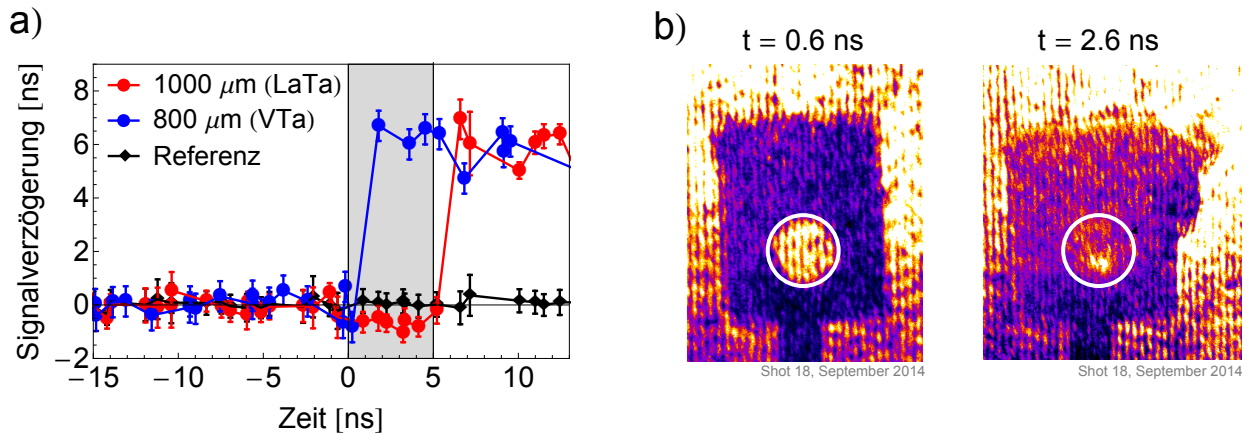 a)
Signalverzögerung [ns]
8
6
4
2
0
−2
1000 μm (LaTa)
800 μm (VTa)
Referenz
−15
−10
−5
0
5
10
Zeit [ns]
b)
t = 0.6 ns
t = 2.6 ns
Shot 18, September 2014
Shot 18, September 2014